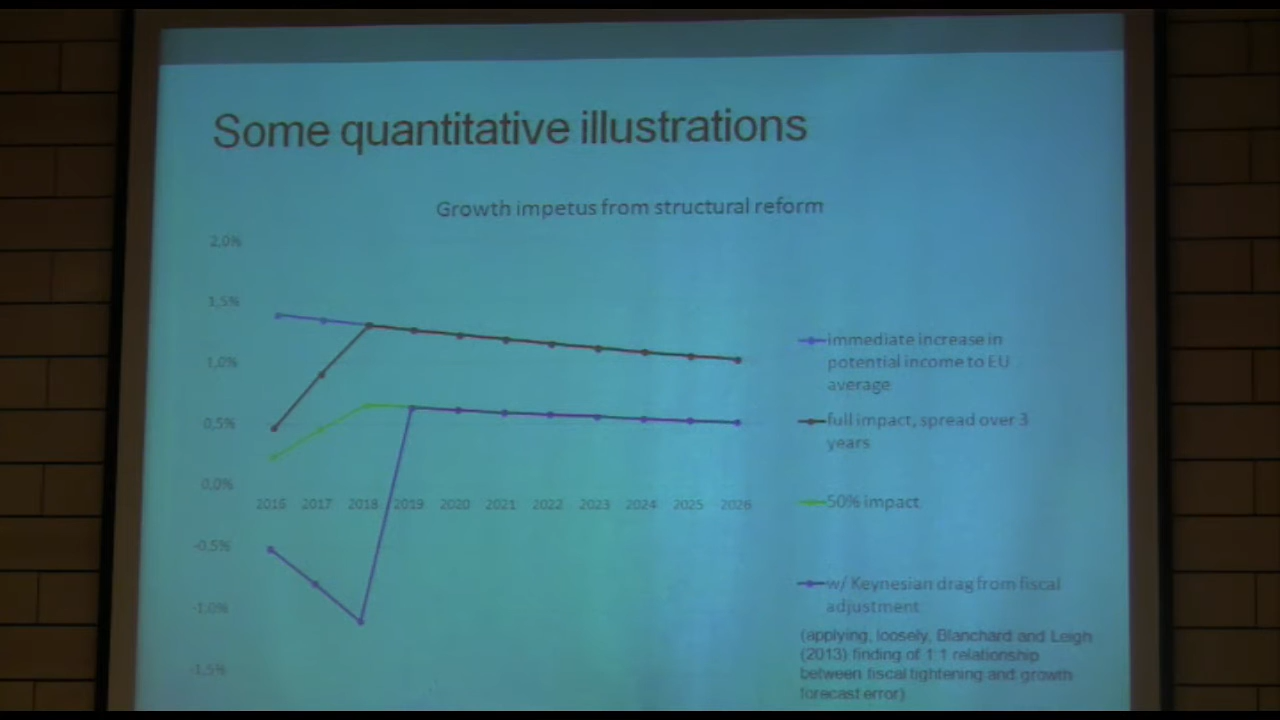 Some quantitative illustrations
Growth impetus from structural reform
2,0%
1,5%
1,0%
0,5%
0,0%
2016 2017 2018 2019 2020 2021 2022 2023 2024 2025 2026
-0,5%
-1,0%
-1,5%
immediate increase in
potential income to EU
average
full impact, spread over 3
years
50% impact
w/ Keynesian drag from fiscal
adjustment
(applying, loosely, Blanchard and Leigh
(2013) finding of 1:1 relationship
between fiscal tightening and growth
forecast error)